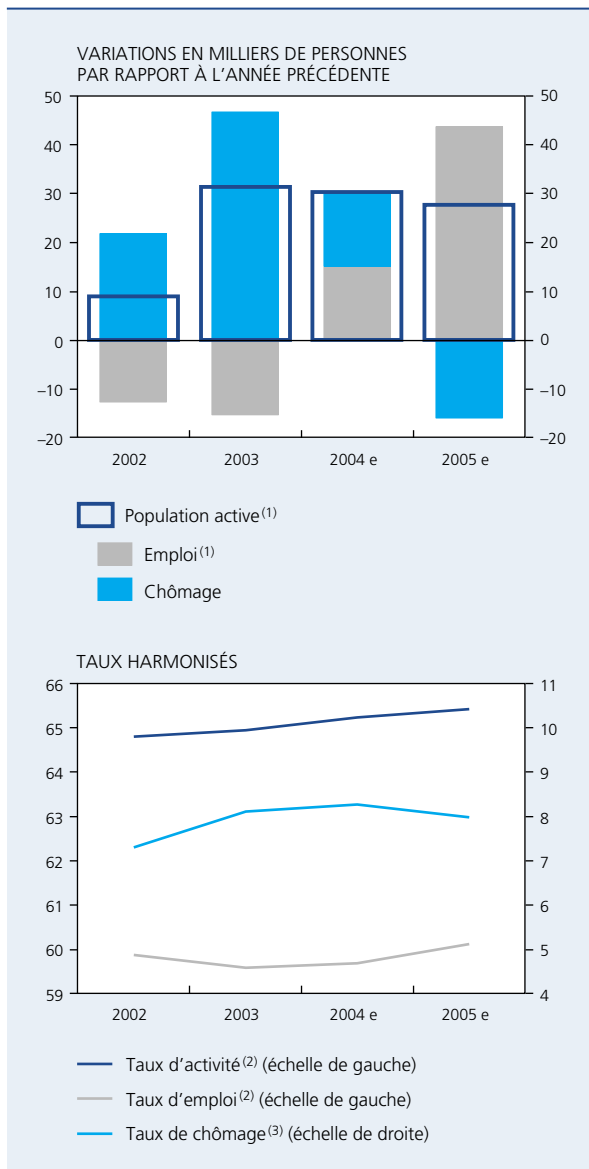 VARIATIONS EN MILLIERS DE PERSONNES
PAR RAPPORT À L'ANNÉE PRÉCÉDENTE
50 50
40 40
30 30
20 20
10 10
0 0
–10 –10
–20 –20
2002 2003 2004 e 2005 e
Population active (1)
Emploi (1)
Chômage
TAUX HARMONISÉS
66 11
65 10
64 9
63 8
62 7
61 6
60 5
59 4
2002 2003 2004 e 2005 e
Taux d'activité (2) (échelle de gauche)
Taux d'emploi (2) (échelle de gauche)
Taux de chômage (3) (échelle de droite)